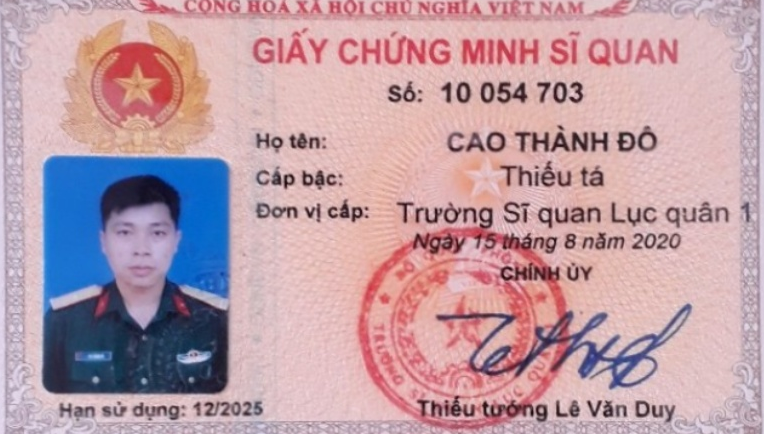 CỘNG HOÀ XÃ HỘI CHỦ NGHĨA VIỆT NAM
GIẤY CHỨNG MINH SĨ QUAN
Số: 10 054 703
Họ tên: CAO THÀNH ĐÔ
Cấp bậc: Thiếu tá
Đơn vị cấp: Trường Sĩ quan Lục quân 1
Ngày 15 tháng 8 năm 2020
CHÍNH ỦY
Hạn sử dụng: 12/2025
Thiếu tướng Lê Văn Duy